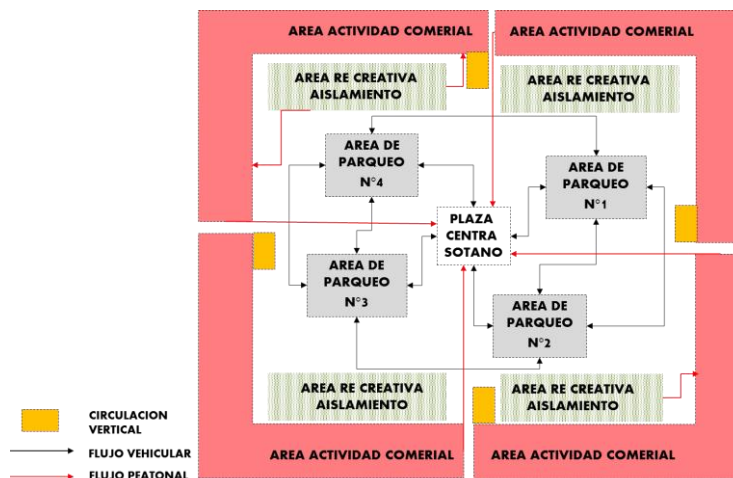 AREA ACTIVIDAD COMERIAL
AREA ACTIVIDAD COMERIAL
AREA RE CREATIVA
AISLAMIENTO
AREA RE CREATIVA
AISLAMIENTO
AREA DE
PARQUEO
N°4
AREA DE
PARQUEO
N°1
PLAZA
CENTRA
SOTANO
AREA DE
PARQUEO
N°3
AREA DE
PARQUEO
N°2
AREA RE CREATIVA
AISLAMIENTO
AREA RE CREATIVA
AISLAMIENTO
AREA ACTIVIDAD COMERIAL
AREA ACTIVIDAD COMERIAL
CIRCULACION
VERTICAL
FLUJO VEHICULAR
FLUJO PEATONAL